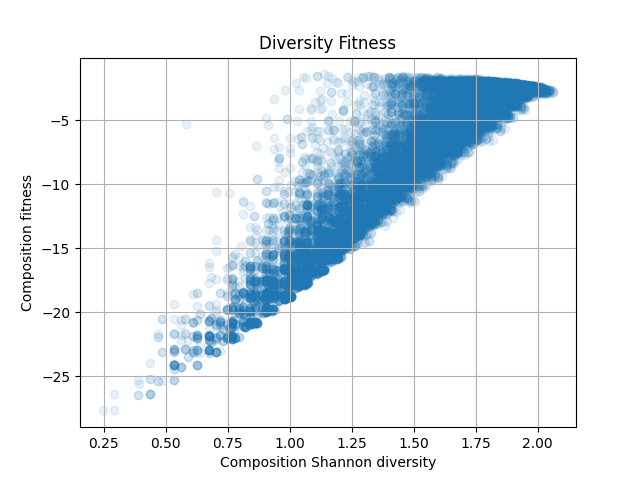 Diversity Fitness
Composition fitness
−5
−10
−15
−20
−25
0.25 0.50 0.75 1.00 1.25 1.50 1.75 2.00
Composition Shannon diversity